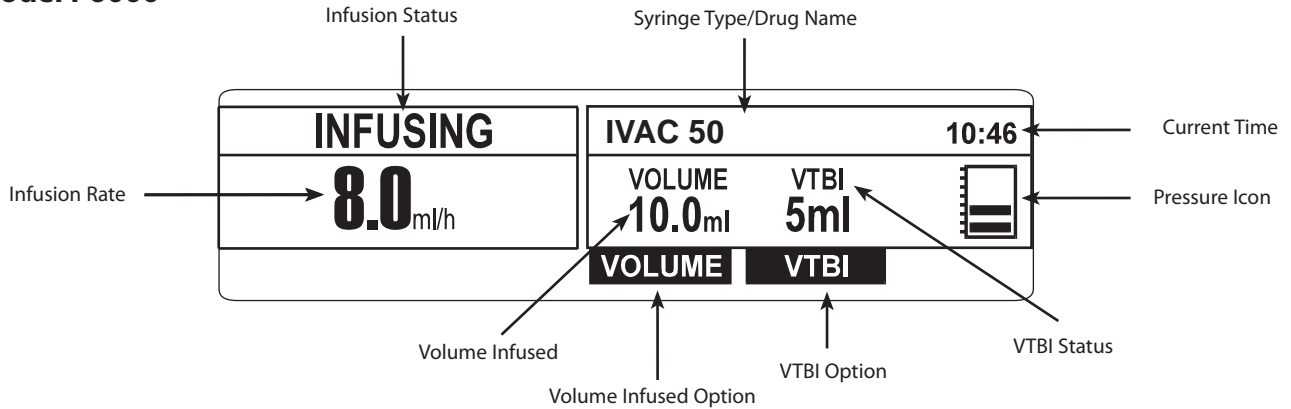 Infusion Status
Syringe Type/Drug Name
INFUSING
IVAC 50
10:46
Current Time
Infusion Rate
8.0ml/h
VOLUME
VTBI
10.0ml
5ml
Pressure Icon
VOLUME
VTBI
Volume Infused
VTBI Status
VTBI Option
Volume Infused Option